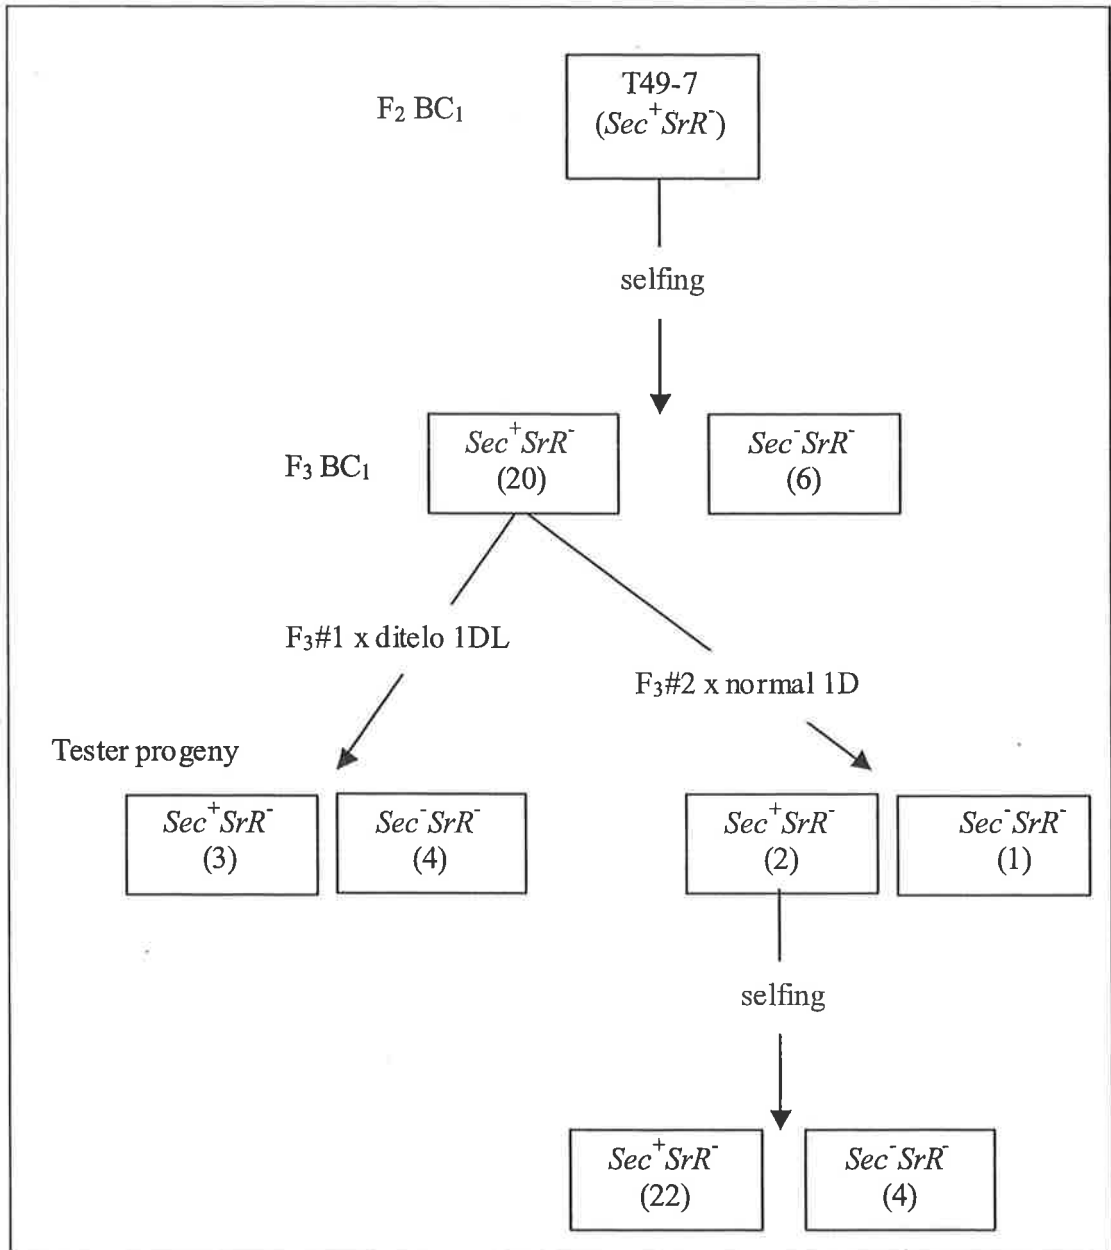 F₂ BC₁
T49-7
(Sec⁺SrR⁻)
selfing
F₃ BC₁
Sec⁺SrR⁻
(20)
Sec⁻SrR⁻
(6)
F₃#1 x ditelo 1DL
F₃#2 x normal 1D
Tester progeny
Sec⁺SrR⁻
(3)
Sec⁻SrR⁻
(4)
Sec⁺SrR⁻
(2)
Sec⁻SrR⁻
(1)
selfing
Sec⁺SrR⁻
(22)
Sec⁻SrR⁻
(4)